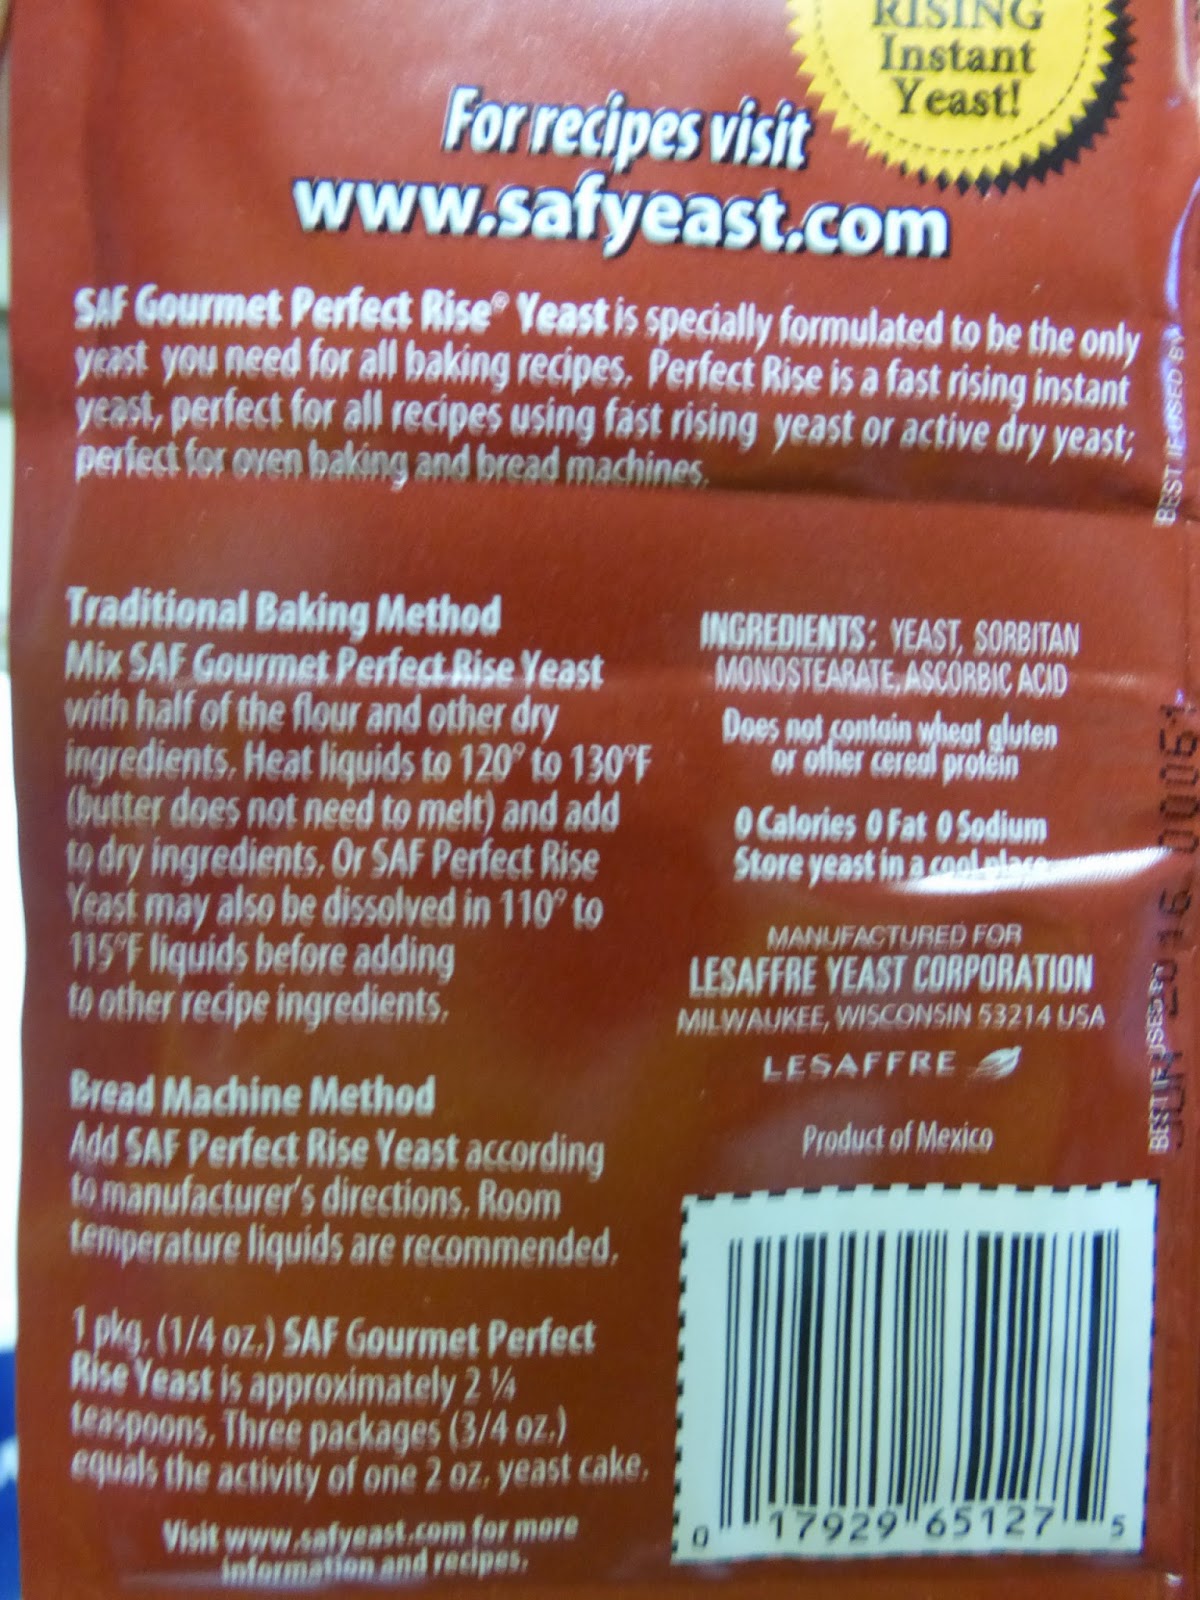 RISING
Instant
Yeast!
For recipes visit
www.safyeast.com
SAF Gourmet Perfect Rise® Yeast is specially formulated to be the only
yeast you need for all baking recipes. Perfect Rise is a fast rising instant
yeast, perfect for all recipes using fast rising yeast or active dry yeast;
perfect for oven baking and bread machines.
Traditional Baking Method
Mix SAF Gourmet Perfect Rise Yeast
with half of the flour and other dry
ingredients. Heat liquids to 120° to 130°F
(butter does not need to melt) and add
to dry ingredients. Or SAF Perfect Rise
Yeast may also be dissolved in 110° to
115°F liquids before adding
to other recipe ingredients.
Bread Machine Method
Add SAF Perfect Rise Yeast according
to manufacturer's directions. Room
temperature liquids are recommended.
1 pkg. (1/4 oz.) SAF Gourmet Perfect
Rise Yeast is approximately 2 ¼
teaspoons. Three packages (3/4 oz.)
equals the activity of one 2 oz. yeast cake.
Visit www.safyeast.com for more
information and recipes.
INGREDIENTS: YEAST, SORBITAN
MONOSTEARATE, ASCORBIC ACID
Does not contain wheat gluten
or other cereal protein
0 Calories 0 Fat 0 Sodium
Store yeast in a cool place.
MANUFACTURED FOR
LESAFFRE YEAST CORPORATION
MILWAUKEE, WISCONSIN 53214 USA
LESAFFRE
Product of Mexico
0 17929 65127 5
BEST IF USED BY
BEST IF USED BY
2016